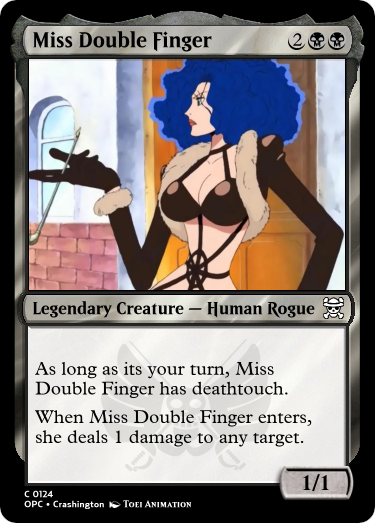 Miss Double Finger 2
Legendary Creature — Human Rogue
As long as its your turn, Miss
Double Finger has deathtouch.
When Miss Double Finger enters,
she deals 1 damage to any target.
1/1
C 0124
OPC • Crashington TOEI ANIMATION